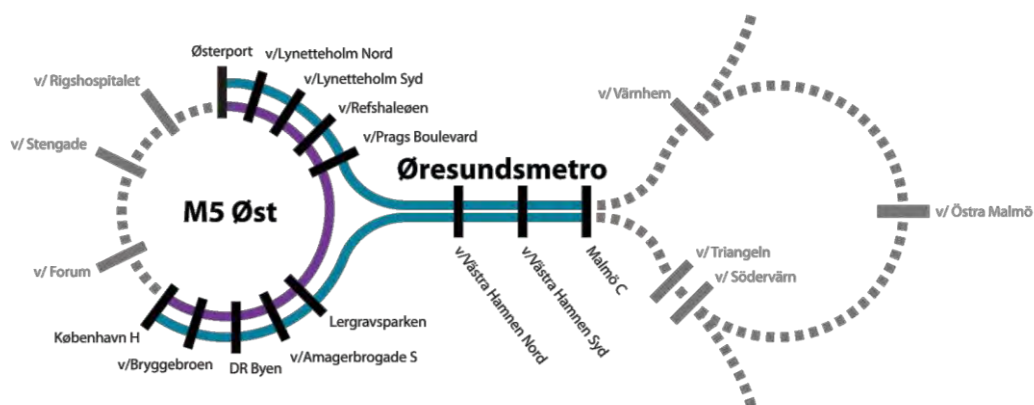 Østerport
v/Lynetteholm Nord
v/Lynetteholm Syd
v/Refshaleøen
v/Prags Boulevard
v/ Rigshospitalet
v/ Stengade
v/ Forum
M5 Øst
København H
v/Bryggebroen
DR Byen
v/Amagerbrogade S
Lergravsparken
Øresundsmetro
v/Västra Hamnen Nord
v/Västra Hamnen Syd
Malmö C
v/ Värnhem
v/ Östra Malmö
v/ Triangeln
v/ Södervärn